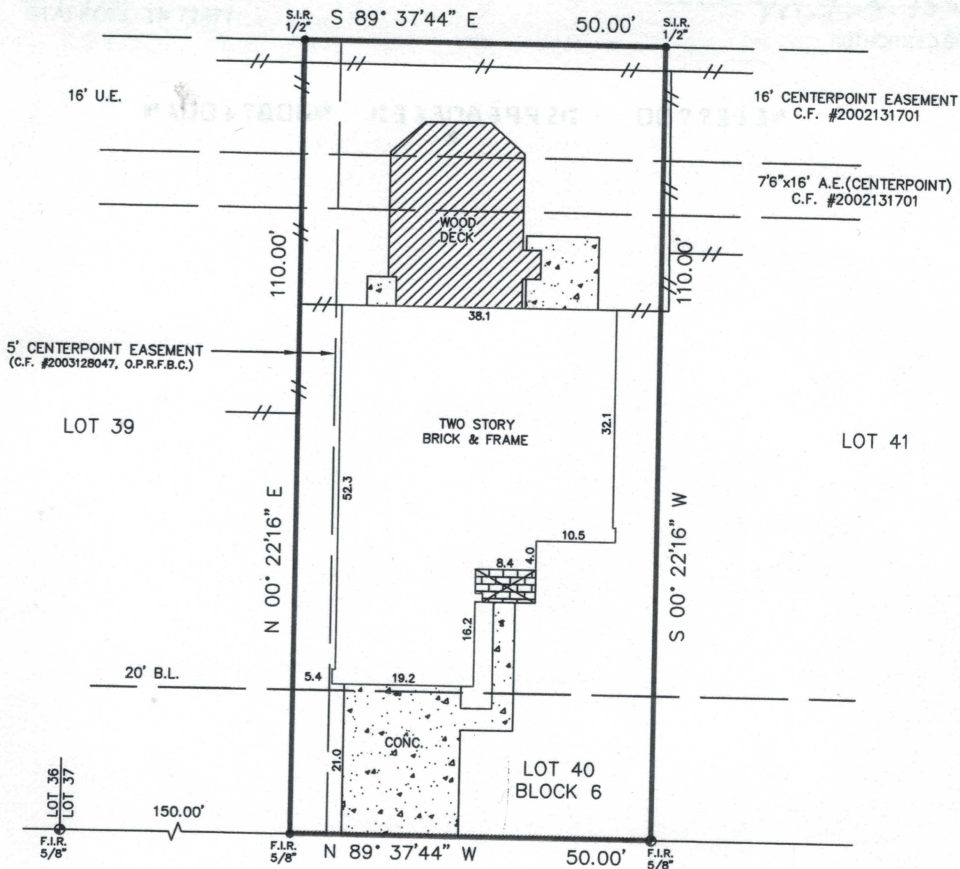 S.I.R.
1/2"
S 89° 37'44" E
50.00'
S.I.R.
1/2"
16' U.E.
16' CENTERPOINT EASEMENT
C.F. #2002131701
7'6"x16' A.E.(CENTERPOINT)
C.F. #2002131701
WOOD
DECK
110.00'
110.00'
38.1
5' CENTERPOINT EASEMENT
(C.F. #2003128047, O.P.R.F.B.C.)
LOT 39
TWO STORY
BRICK & FRAME
32.1
LOT 41
52.3
N 00° 22'16" E
10.5
4.0
8.4
S 00° 22'16" W
16.2
20' B.L.
5.4
19.2
CONC.
21.0
LOT 40
BLOCK 6
LOT 36
LOT 37
150.00'
F.I.R.
5/8"
F.I.R.
5/8"
N 89° 37'44" W
50.00'
F.I.R.
5/8"